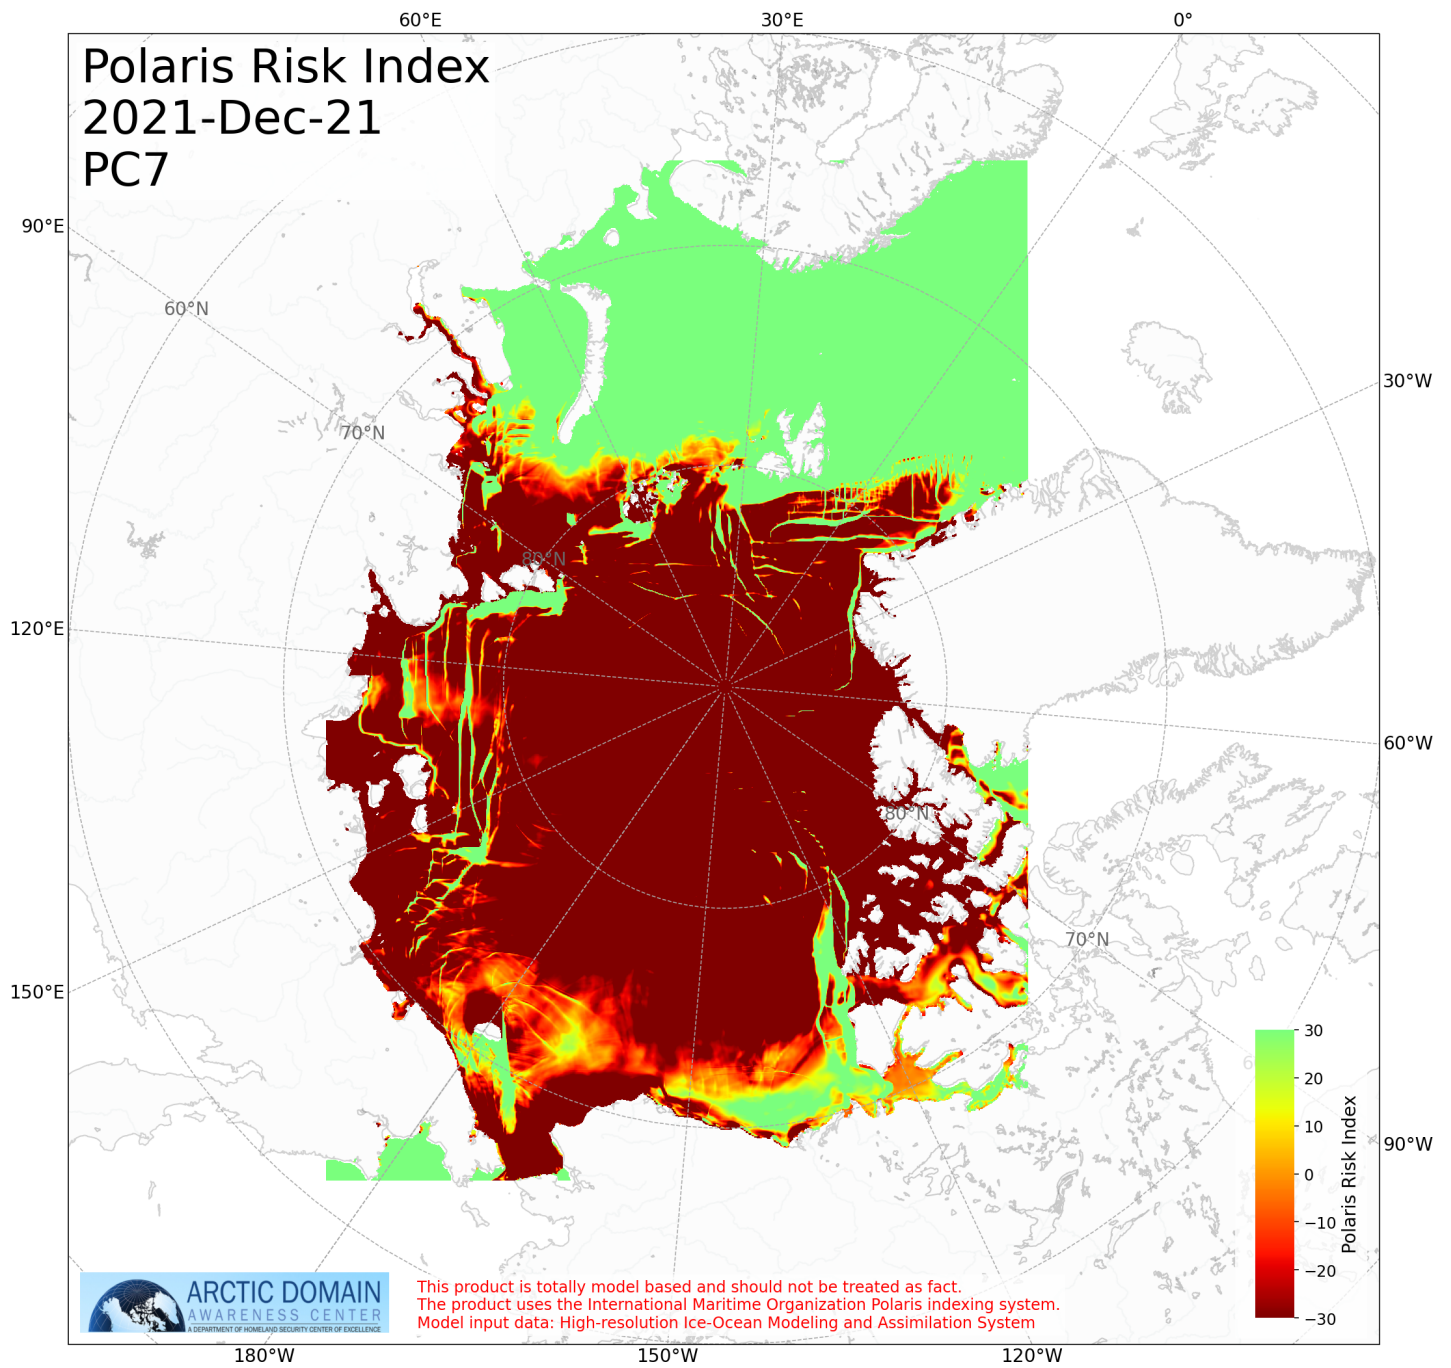 60°E 30°E 0°
Polaris Risk Index
2021-Dec-21
PC7
90°E
60°N
30°W
70°N
80°N
120°E
60°W
80°N
70°N
150°E
30
20
10
0
−10
−20
−30
Polaris Risk Index
90°W
ARCTIC DOMAIN
AWARENESS CENTER
A DEPARTMENT OF HOMELAND SECURITY CENTER OF EXCELLENCE
This product is totally model based and should not be treated as fact.
The product uses the International Maritime Organization Polaris indexing system.
Model input data: High-resolution Ice-Ocean Modeling and Assimilation System
180°W 150°W 120°W